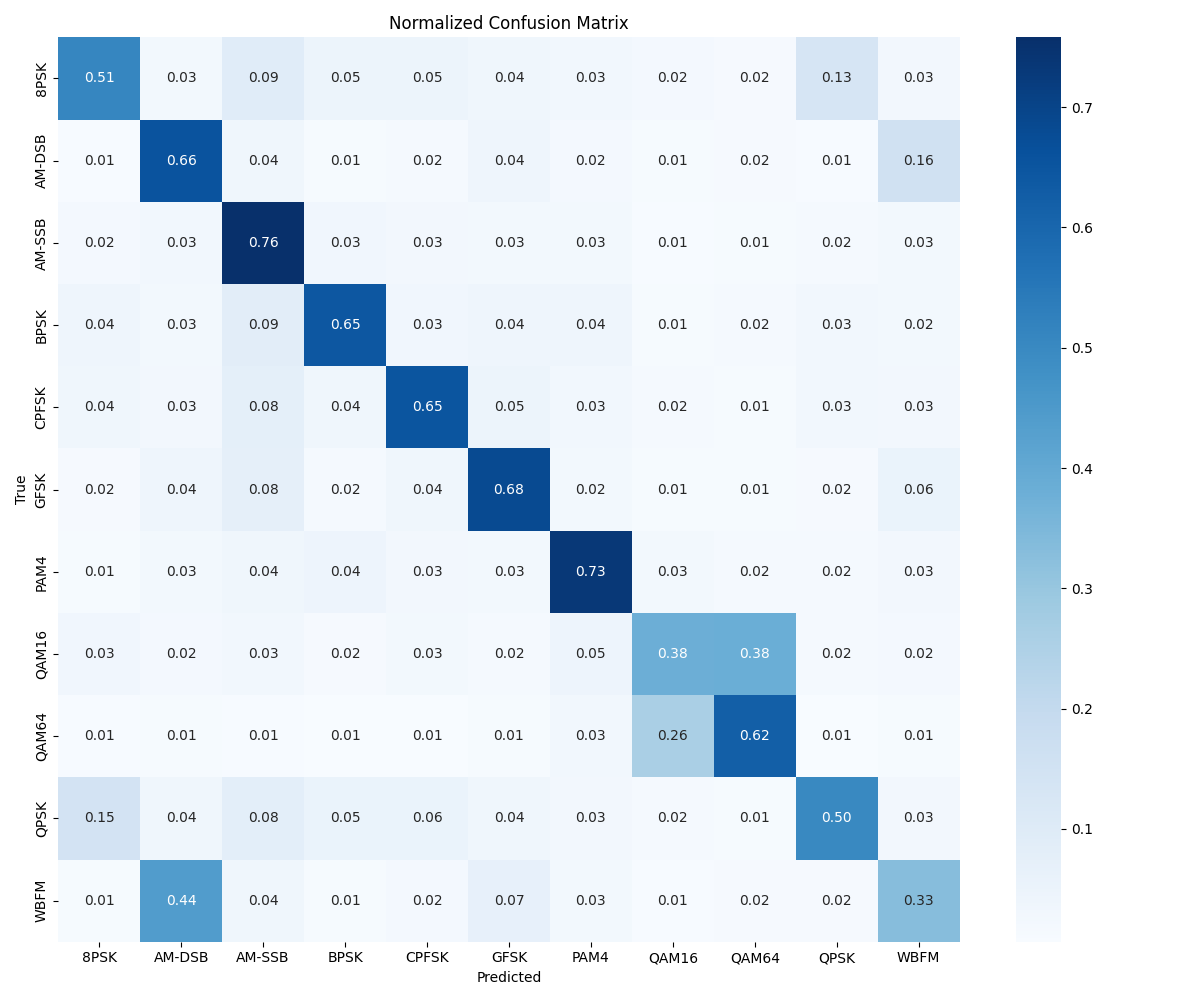 Normalized Confusion Matrix
8PSK 0.51 0.03 0.09 0.05 0.05 0.04 0.03 0.02 0.02 0.13 0.03
AM-DSB 0.01 0.66 0.04 0.01 0.02 0.04 0.02 0.01 0.02 0.01 0.16
AM-SSB 0.02 0.03 0.76 0.03 0.03 0.03 0.03 0.01 0.01 0.02 0.03
BPSK 0.04 0.03 0.09 0.65 0.03 0.04 0.04 0.01 0.02 0.03 0.02
CPFSK 0.04 0.03 0.08 0.04 0.65 0.05 0.03 0.02 0.01 0.03 0.03
GFSK 0.02 0.04 0.08 0.02 0.04 0.68 0.02 0.01 0.01 0.02 0.06
PAM4 0.01 0.03 0.04 0.04 0.03 0.03 0.73 0.03 0.02 0.02 0.03
QAM16 0.03 0.02 0.03 0.02 0.03 0.02 0.05 0.38 0.38 0.02 0.02
QAM64 0.01 0.01 0.01 0.01 0.01 0.01 0.03 0.26 0.62 0.01 0.01
QPSK 0.15 0.04 0.08 0.05 0.06 0.04 0.03 0.02 0.01 0.50 0.03
WBFM 0.01 0.44 0.04 0.01 0.02 0.07 0.03 0.01 0.02 0.02 0.33
8PSK AM-DSB AM-SSB BPSK CPFSK GFSK PAM4 QAM16 QAM64 QPSK WBFM
Predicted
True
0.7
0.6
0.5
0.4
0.3
0.2
0.1